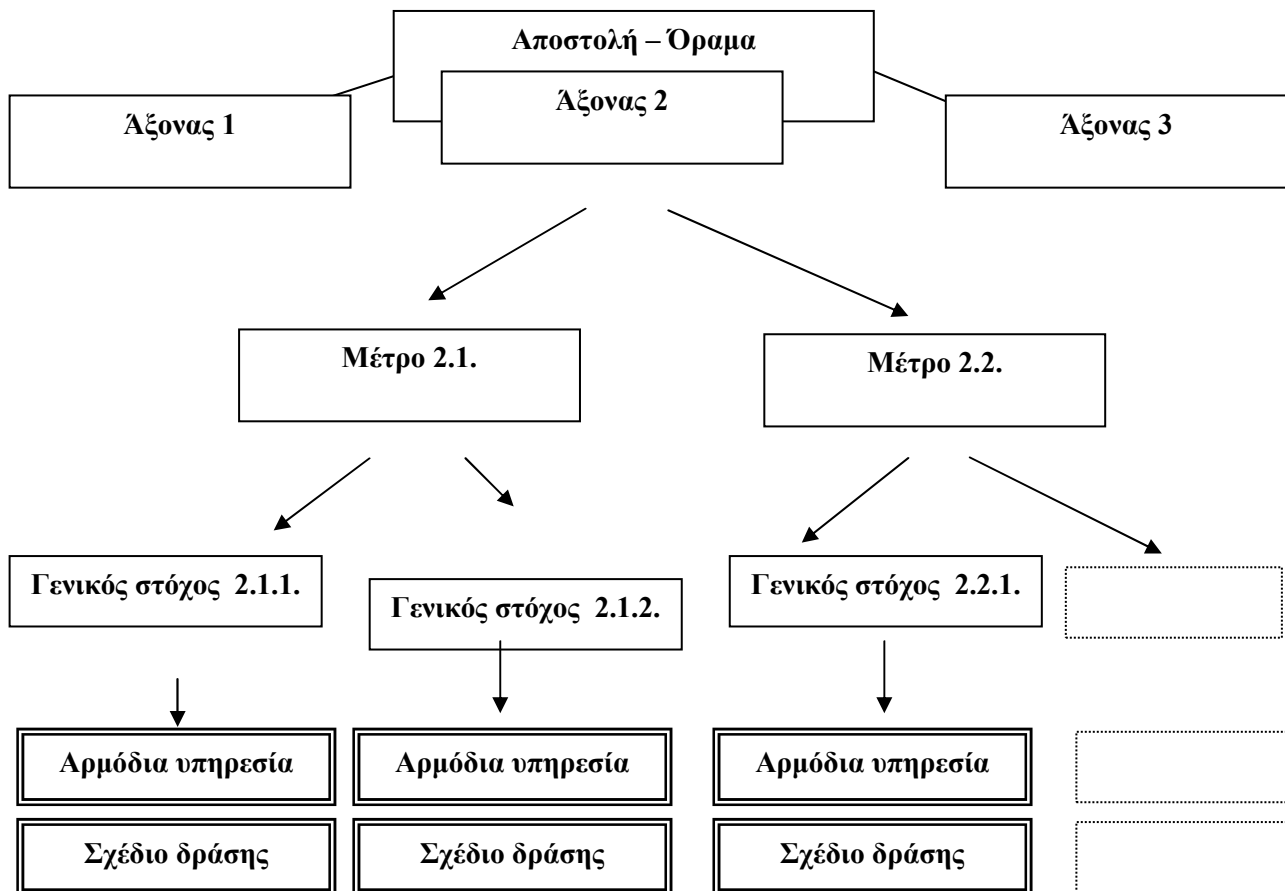 Αποστολή – Όραμα
Άξονας 1
Άξονας 2
Άξονας 3
Μέτρο 2.1.
Μέτρο 2.2.
Γενικός στόχος 2.1.1.
Γενικός στόχος 2.1.2.
Γενικός στόχος 2.2.1.
Αρμόδια υπηρεσία
Αρμόδια υπηρεσία
Αρμόδια υπηρεσία
Σχέδιο δράσης
Σχέδιο δράσης
Σχέδιο δράσης